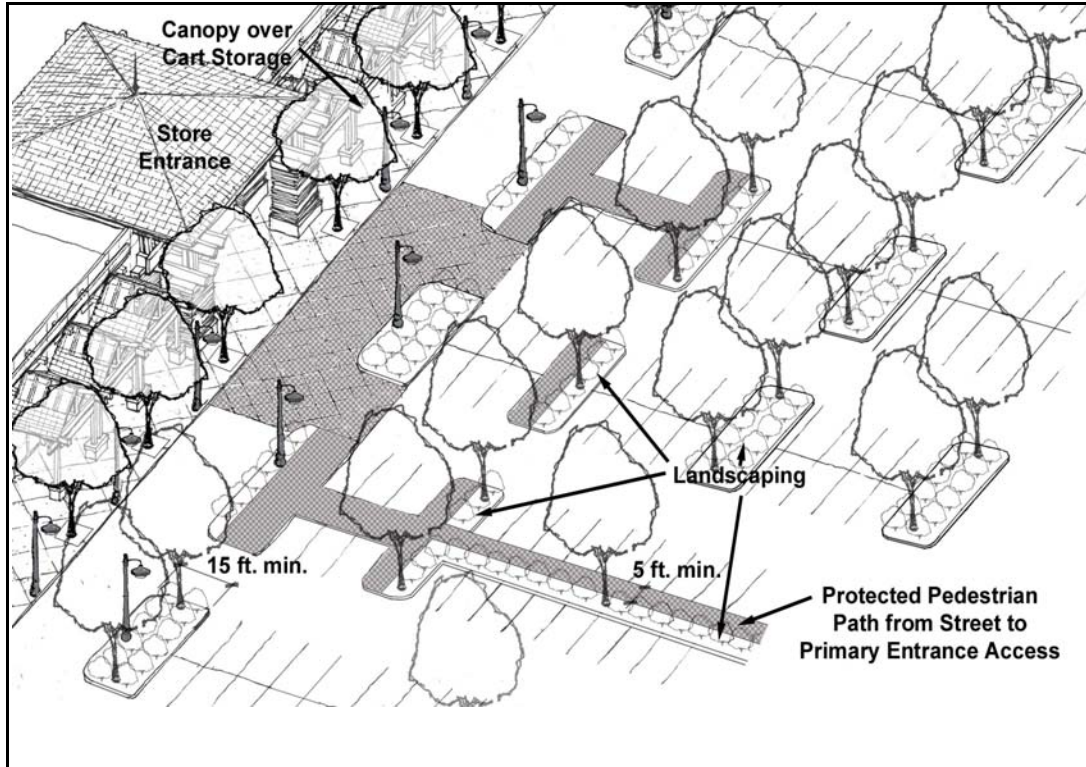 Canopy over
Cart Storage
Store
Entrance
Landscaping
15 ft. min.
5 ft. min.
Protected Pedestrian
Path from Street to
Primary Entrance Access